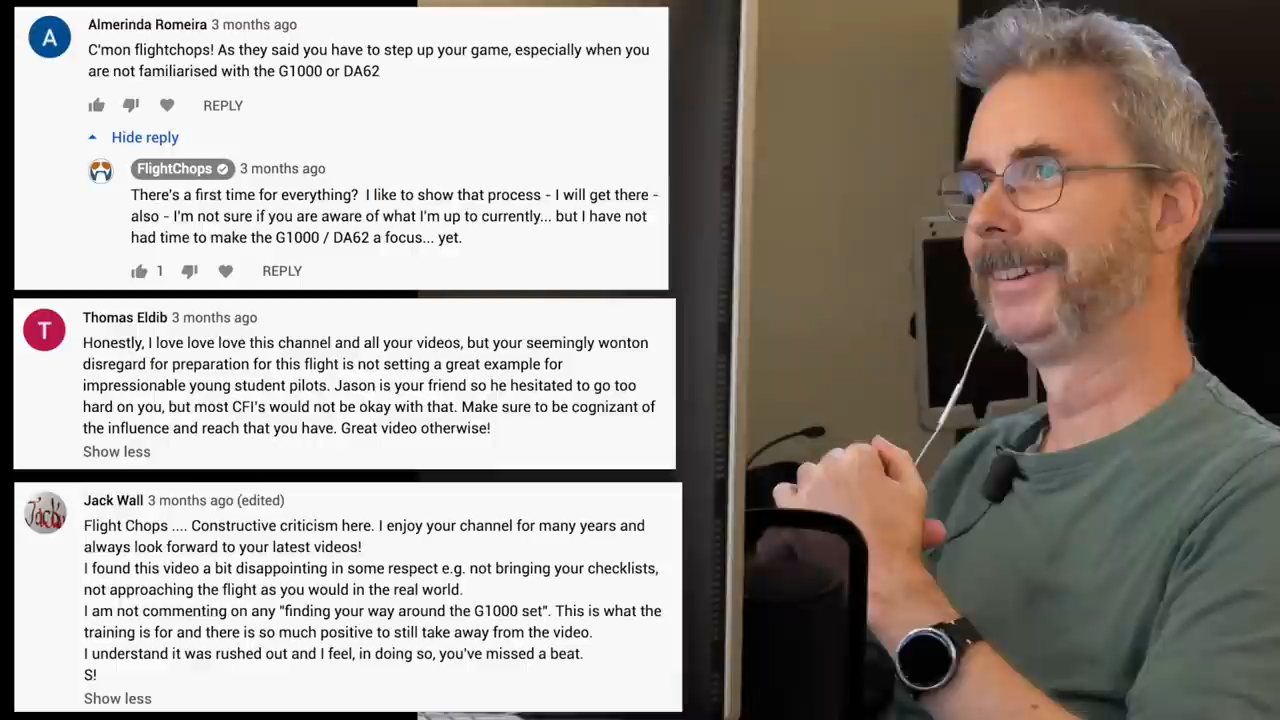 A
Almerinda Romeira 3 months ago
C'mon flightchops! As they said you have to step up your game, especially when you
are not familiarised with the G1000 or DA62
REPLY
Hide reply
FlightChops 3 months ago
There's a first time for everything? I like to show that process - I will get there -
also - I'm not sure if you are aware of what I'm up to currently... but I have not
had time to make the G1000 / DA62 a focus... yet.
1 REPLY
T
Thomas Eldib 3 months ago
Honestly, I love love love this channel and all your videos, but your seemingly wonton
disregard for preparation for this flight is not setting a great example for
impressionable young student pilots. Jason is your friend so he hesitated to go too
hard on you, but most CFI's would not be okay with that. Make sure to be cognizant of
the influence and reach that you have. Great video otherwise!
Show less
Jack
Jack Wall 3 months ago (edited)
Flight Chops .... Constructive criticism here. I enjoy your channel for many years and
always look forward to your latest videos!
I found this video a bit disappointing in some respect e.g. not bringing your checklists,
not approaching the flight as you would in the real world.
I am not commenting on any "finding your way around the G1000 set". This is what the
training is for and there is so much positive to still take away from the video.
I understand it was rushed out and I feel, in doing so, you've missed a beat.
S!
Show less